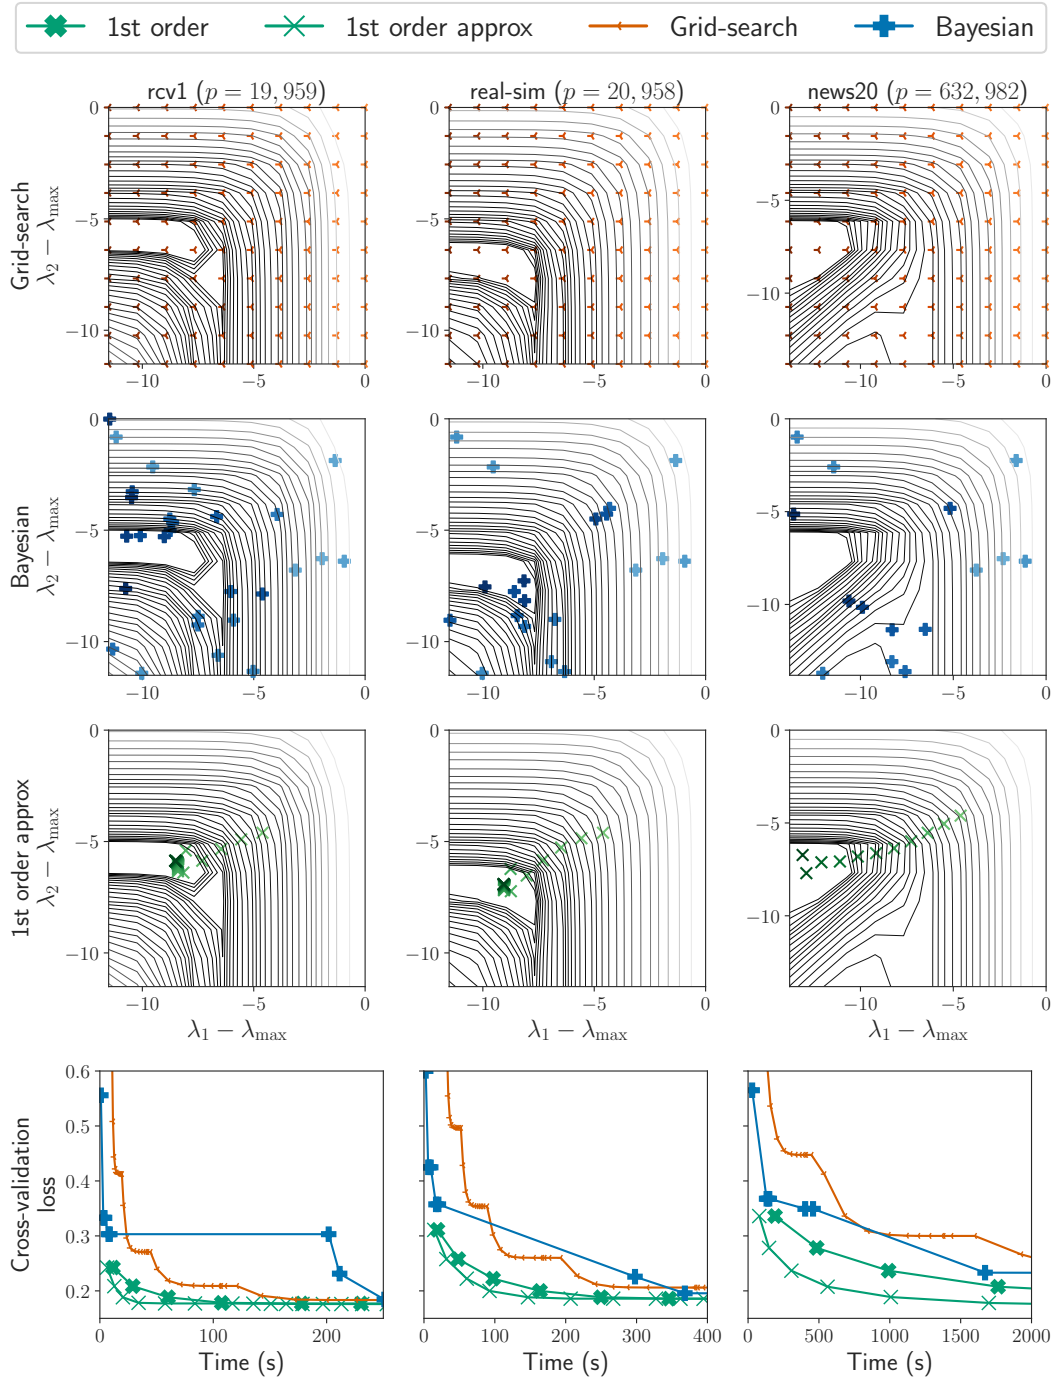 1st order 1st order approx Grid-search Bayesian
rcv1 (p = 19, 959) real-sim (p = 20, 958) news20 (p = 632, 982)
Grid-search
λ₂ − λmax
0 −5 −10
−10 −5 0
0 −5 −10
−10 −5 0
0 −5 −10
−10 −5 0
Bayesian
λ₂ − λmax
0 −5 −10
−10 −5 0
0 −5 −10
−10 −5 0
0 −5 −10
−10 −5 0
1st order approx
λ₂ − λmax
0 −5 −10
−10 −5 0
λ₁ − λmax
0 −5 −10
−10 −5 0
λ₁ − λmax
0 −5 −10
−10 −5 0
λ₁ − λmax
Cross-validation
loss
0.6
0.5
0.4
0.3
0.2
0 100 200
Time (s)
0 100 200 300 400
Time (s)
0 500 1000 1500 2000
Time (s)